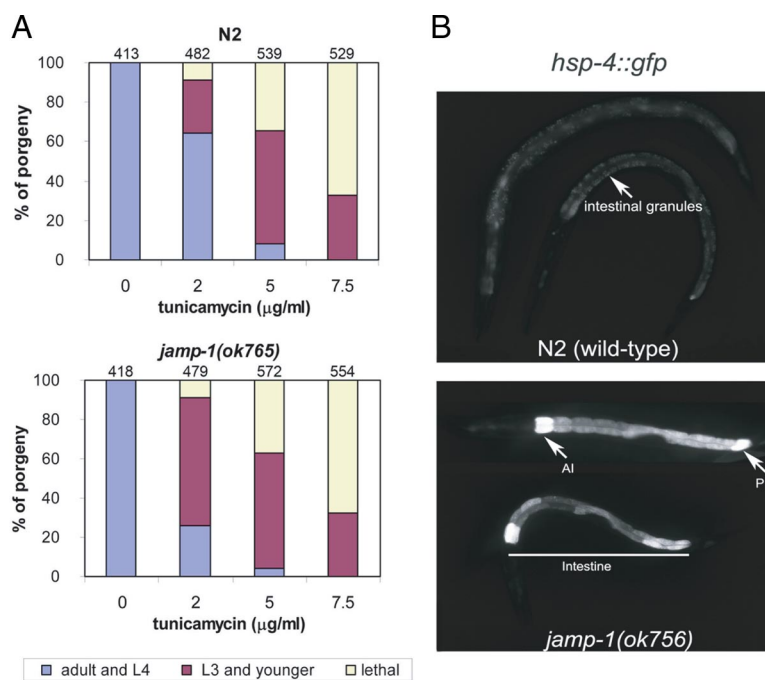 A
N2
413 482 539 529
100
80
60
40
20
0
% of porgeny
0 2 5 7.5
tunicamycin (μg/ml)
jamp-1(ok765)
418 479 572 554
100
80
60
40
20
0
% of porgeny
0 2 5 7.5
tunicamycin (μg/ml)
adult and L4 L3 and younger lethal
B
hsp-4::gfp
intestinal granules
N2 (wild-type)
AI
P
Intestine
jamp-1(ok756)